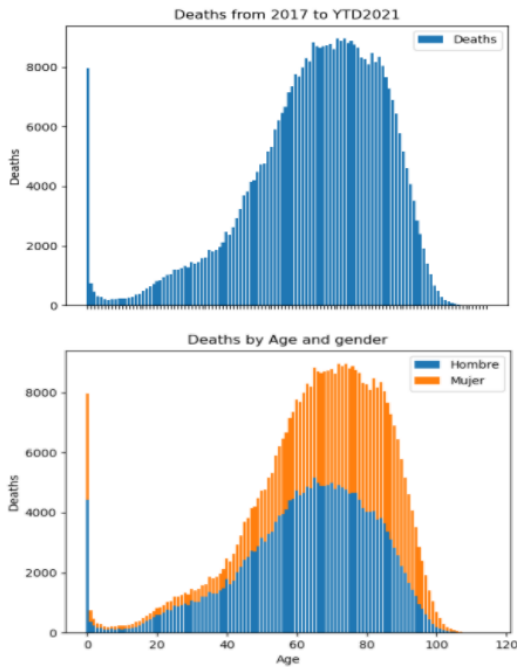 Deaths from 2017 to YTD2021
Deaths
8000
6000
4000
2000
0
Deaths
Deaths by Age and gender
Hombre
Mujer
8000
6000
4000
2000
0
Deaths
0 20 40 60 80 100 120
Age